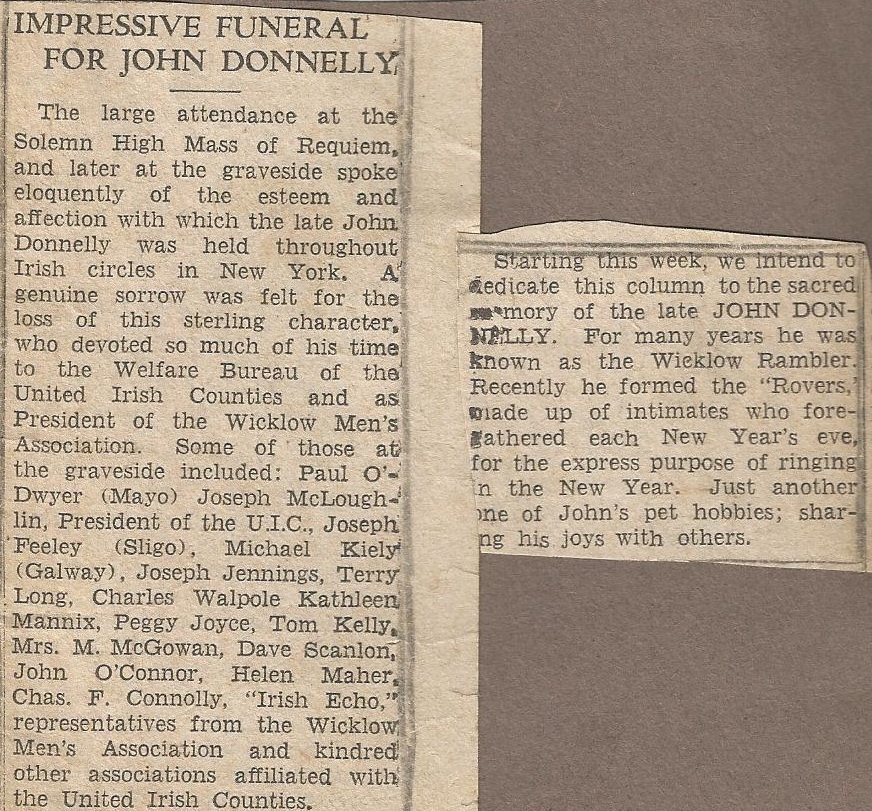 IMPRESSIVE FUNERAL
FOR JOHN DONNELLY
The large attendance at the
Solemn High Mass of Requiem,
and later at the graveside spoke
eloquently of the esteem and
affection with which the late John
Donnelly was held throughout
Irish circles in New York. A
genuine sorrow was felt for the
loss of this sterling character,
who devoted so much of his time
to the Welfare Bureau of the
United Irish Counties and as
President of the Wicklow Men's
Association. Some of those at
the graveside included: Paul O'-
Dwyer (Mayo) Joseph McLough-
lin, President of the U.I.C., Joseph
Feeley (Sligo), Michael Kiely
(Galway), Joseph Jennings, Terry
Long, Charles Walpole Kathleen
Mannix, Peggy Joyce, Tom Kelly,
Mrs. M. McGowan, Dave Scanlon,
John O'Connor, Helen Maher,
Chas. F. Connolly, "Irish Echo,"
representatives from the Wicklow
Men's Association and kindred
other associations affiliated with
the United Irish Counties.
Starting this week, we intend to
dedicate this column to the sacred
memory of the late JOHN DON-
NELLY. For many years he was
known as the Wicklow Rambler.
Recently he formed the "Rovers,'
made up of intimates who fore-
gathered each New Year's eve,
for the express purpose of ringing
in the New Year. Just another
one of John's pet hobbies; shar-
ng his joys with others.